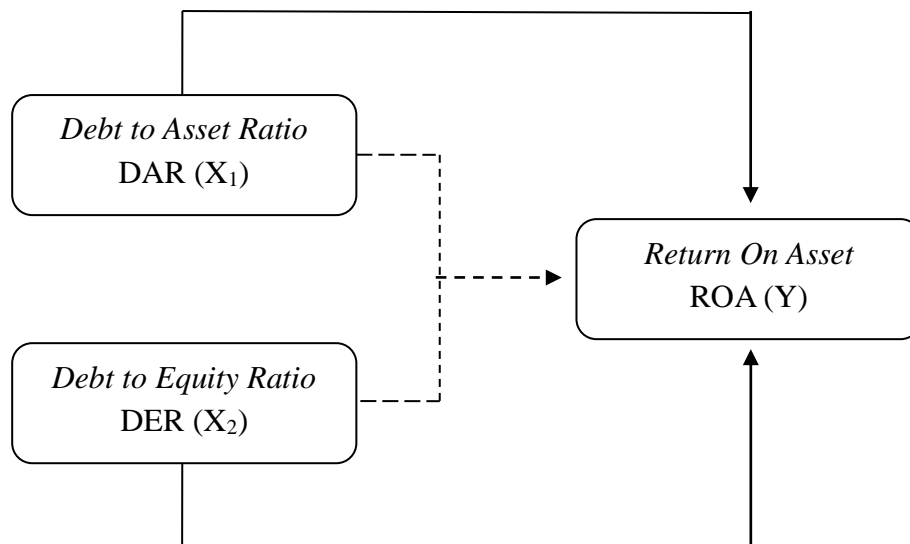 Debt to Asset Ratio
DAR (X₁)
Return On Asset
ROA (Y)
Debt to Equity Ratio
DER (X₂)